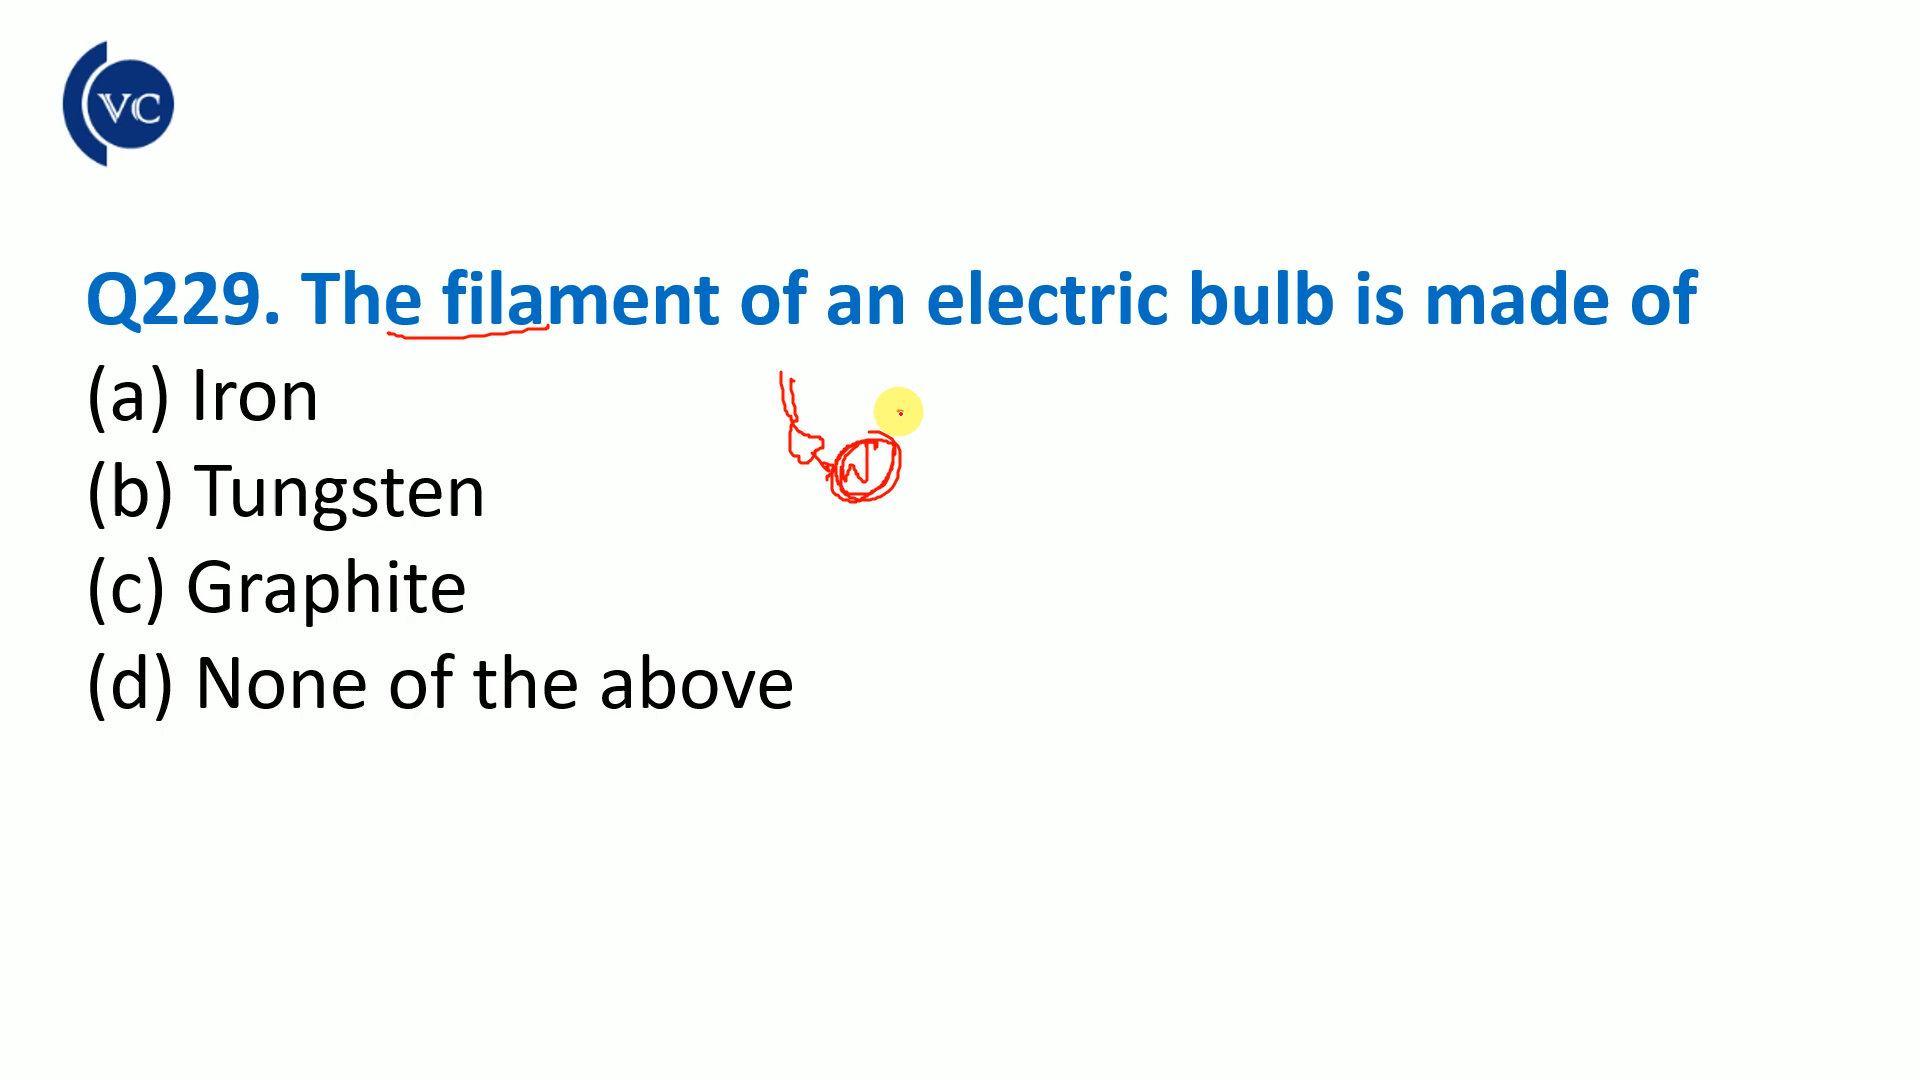 VC
Q229. The filament of an electric bulb is made of
(a) Iron
(b) Tungsten
(c) Graphite
(d) None of the above